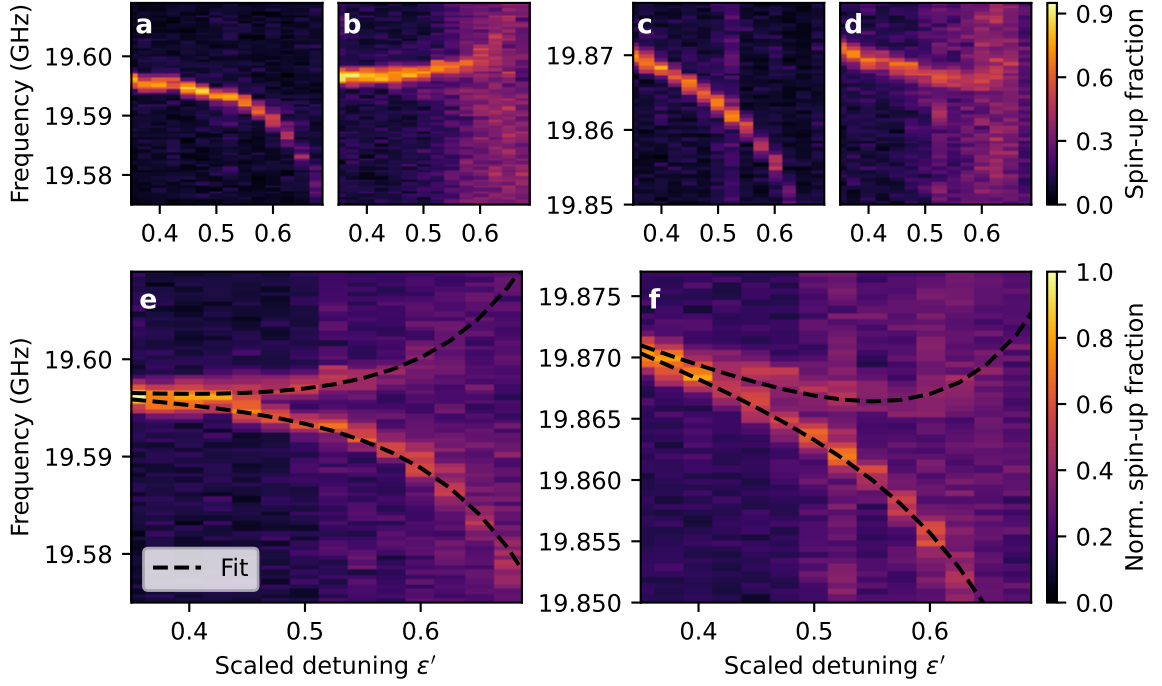 a b c d
Frequency (GHz)
19.60
19.59
19.58
19.87
19.86
19.85
0.9
0.6
0.3
0.0
Spin-up fraction
0.4 0.5 0.6 0.4 0.5 0.6 0.4 0.5 0.6 0.4 0.5 0.6
e f
Frequency (GHz)
19.60
19.59
19.58
Fit
19.875
19.870
19.865
19.860
19.855
19.850
1.0
0.8
0.6
0.4
0.2
0.0
Norm. spin-up fraction
0.4 0.5 0.6 0.4 0.5 0.6
Scaled detuning ε′ Scaled detuning ε′